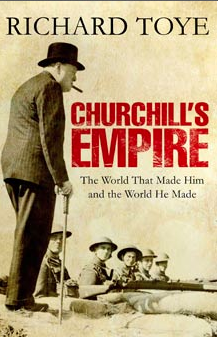 RICHARD TOYE
CHURCHILL'S
EMPIRE
The World That Made Him
and the World He Made